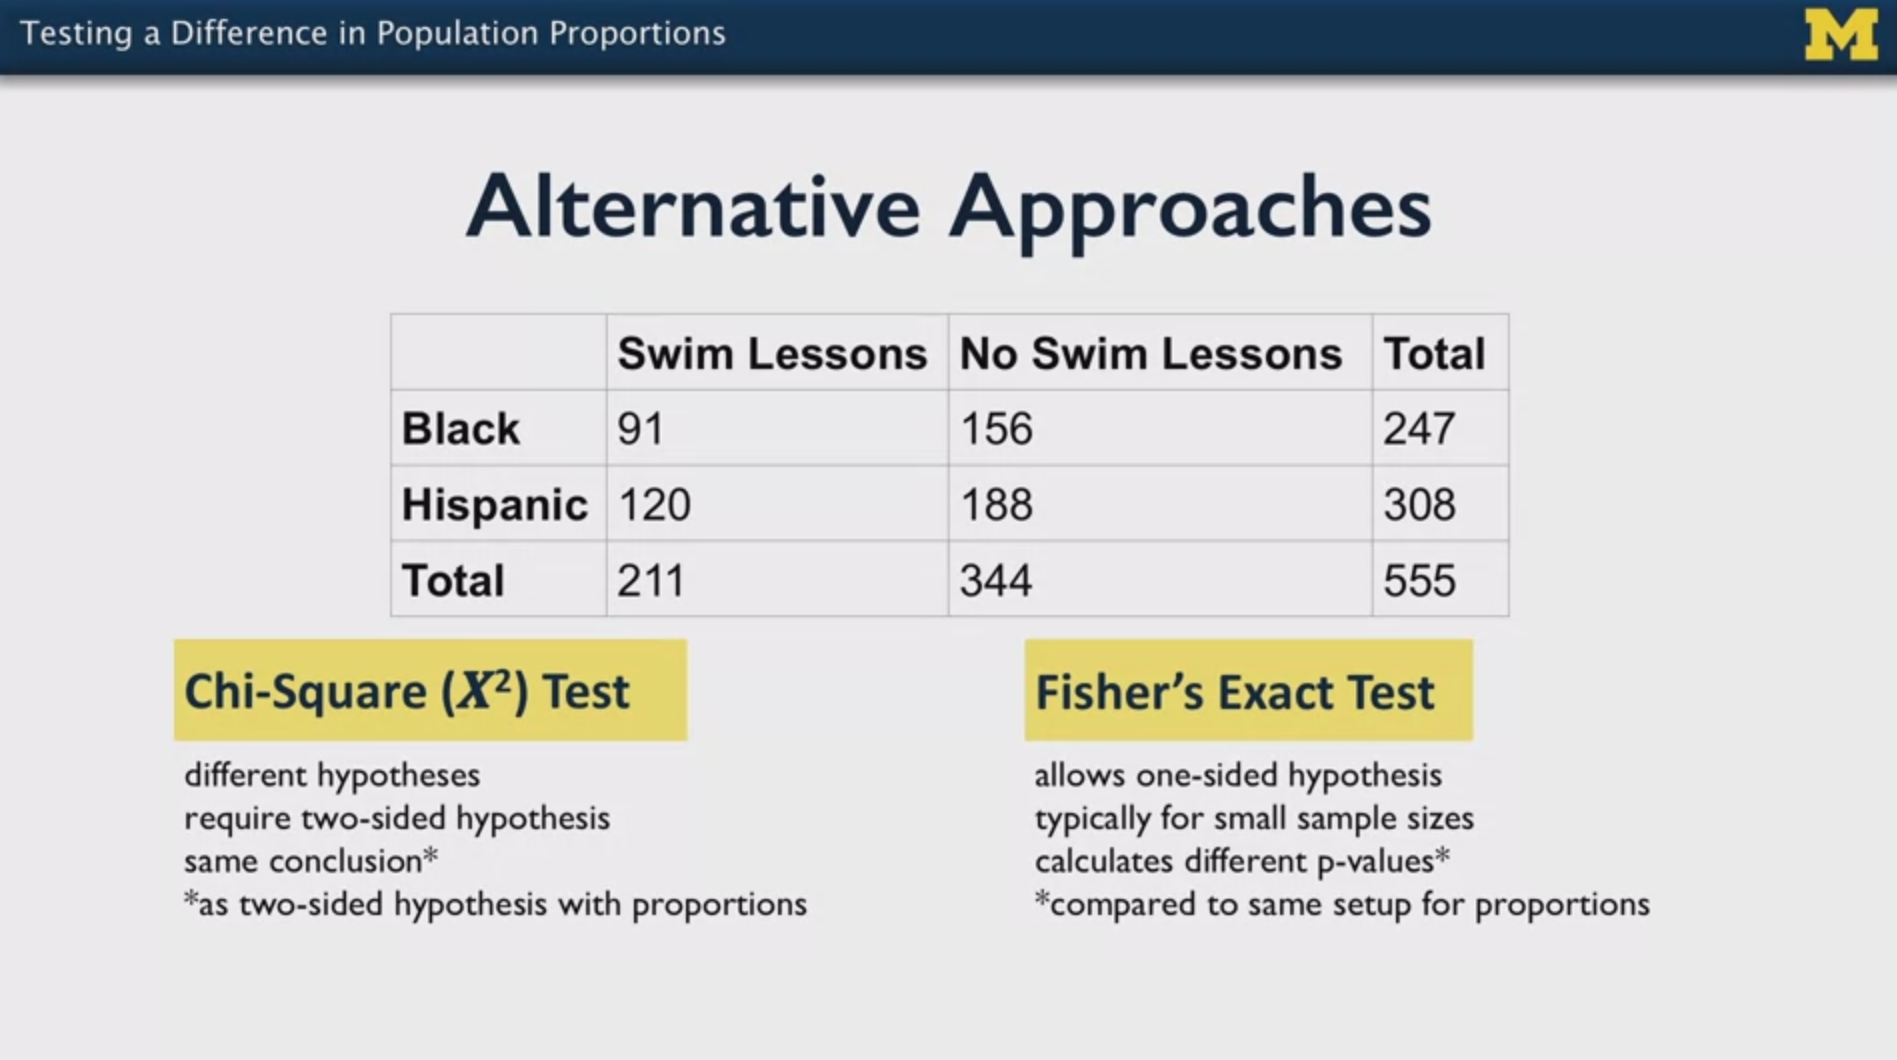 Testing a Difference in Population Proportions
M
Alternative Approaches
Swim Lessons No Swim Lessons Total
Black 91 156 247
Hispanic 120 188 308
Total 211 344 555
Chi-Square (X²) Test
different hypotheses
require two-sided hypothesis
same conclusion*
*as two-sided hypothesis with proportions
Fisher's Exact Test
allows one-sided hypothesis
typically for small sample sizes
calculates different p-values*
*compared to same setup for proportions